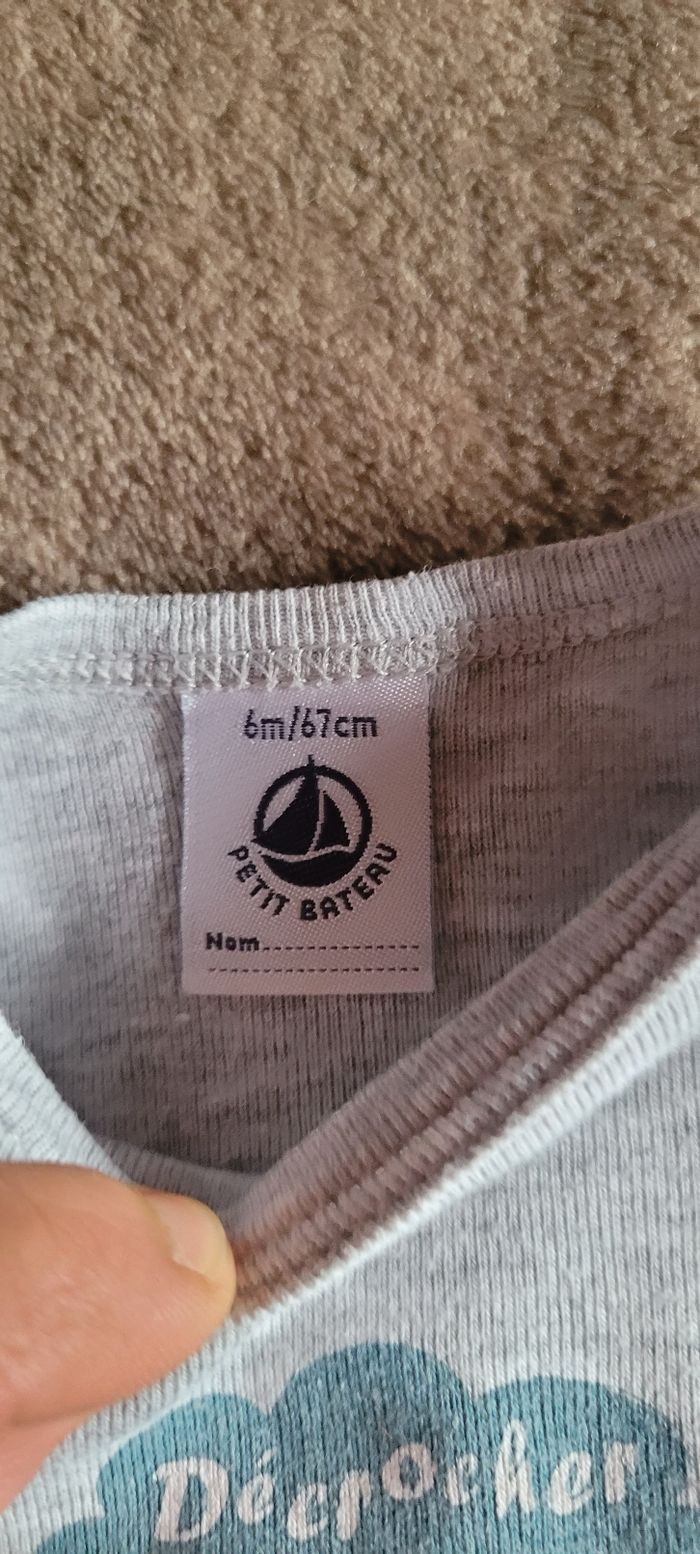 6m/67cm
PETIT BATEAU
Nom
Décrocher